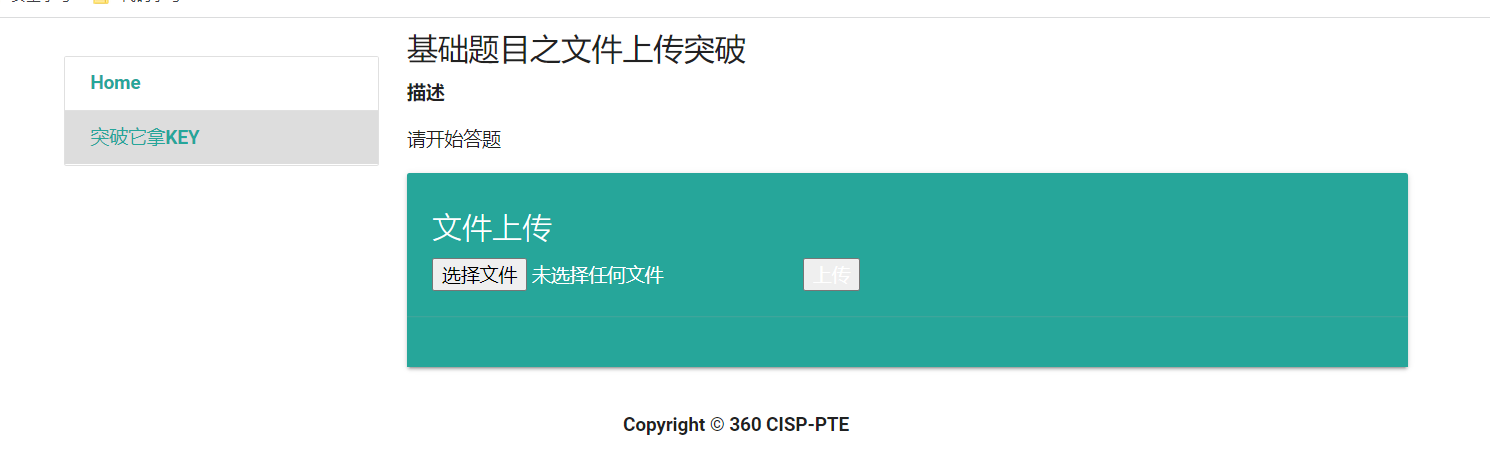 Home
突破它拿KEY
基础题目之文件上传突破
描述
请开始答题
文件上传
选择文件 未选择任何文件 上传
Copyright © 360 CISP-PTE